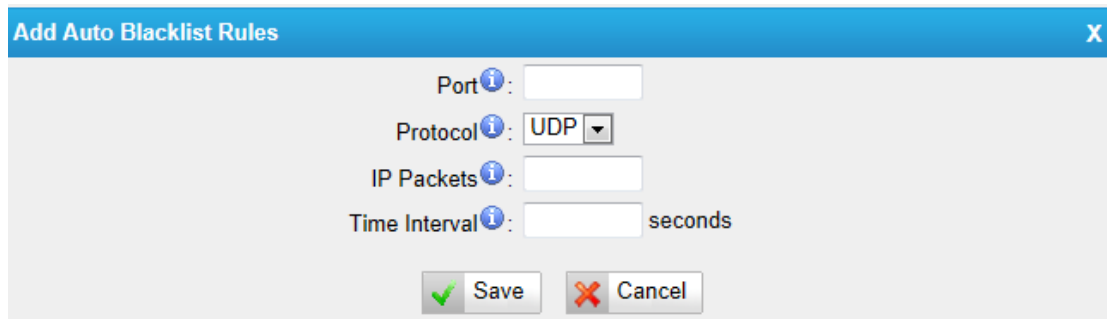 Add Auto Blacklist Rules X
Port i :
Protocol i : UDP
IP Packets i :
Time Interval i : seconds
Save Cancel